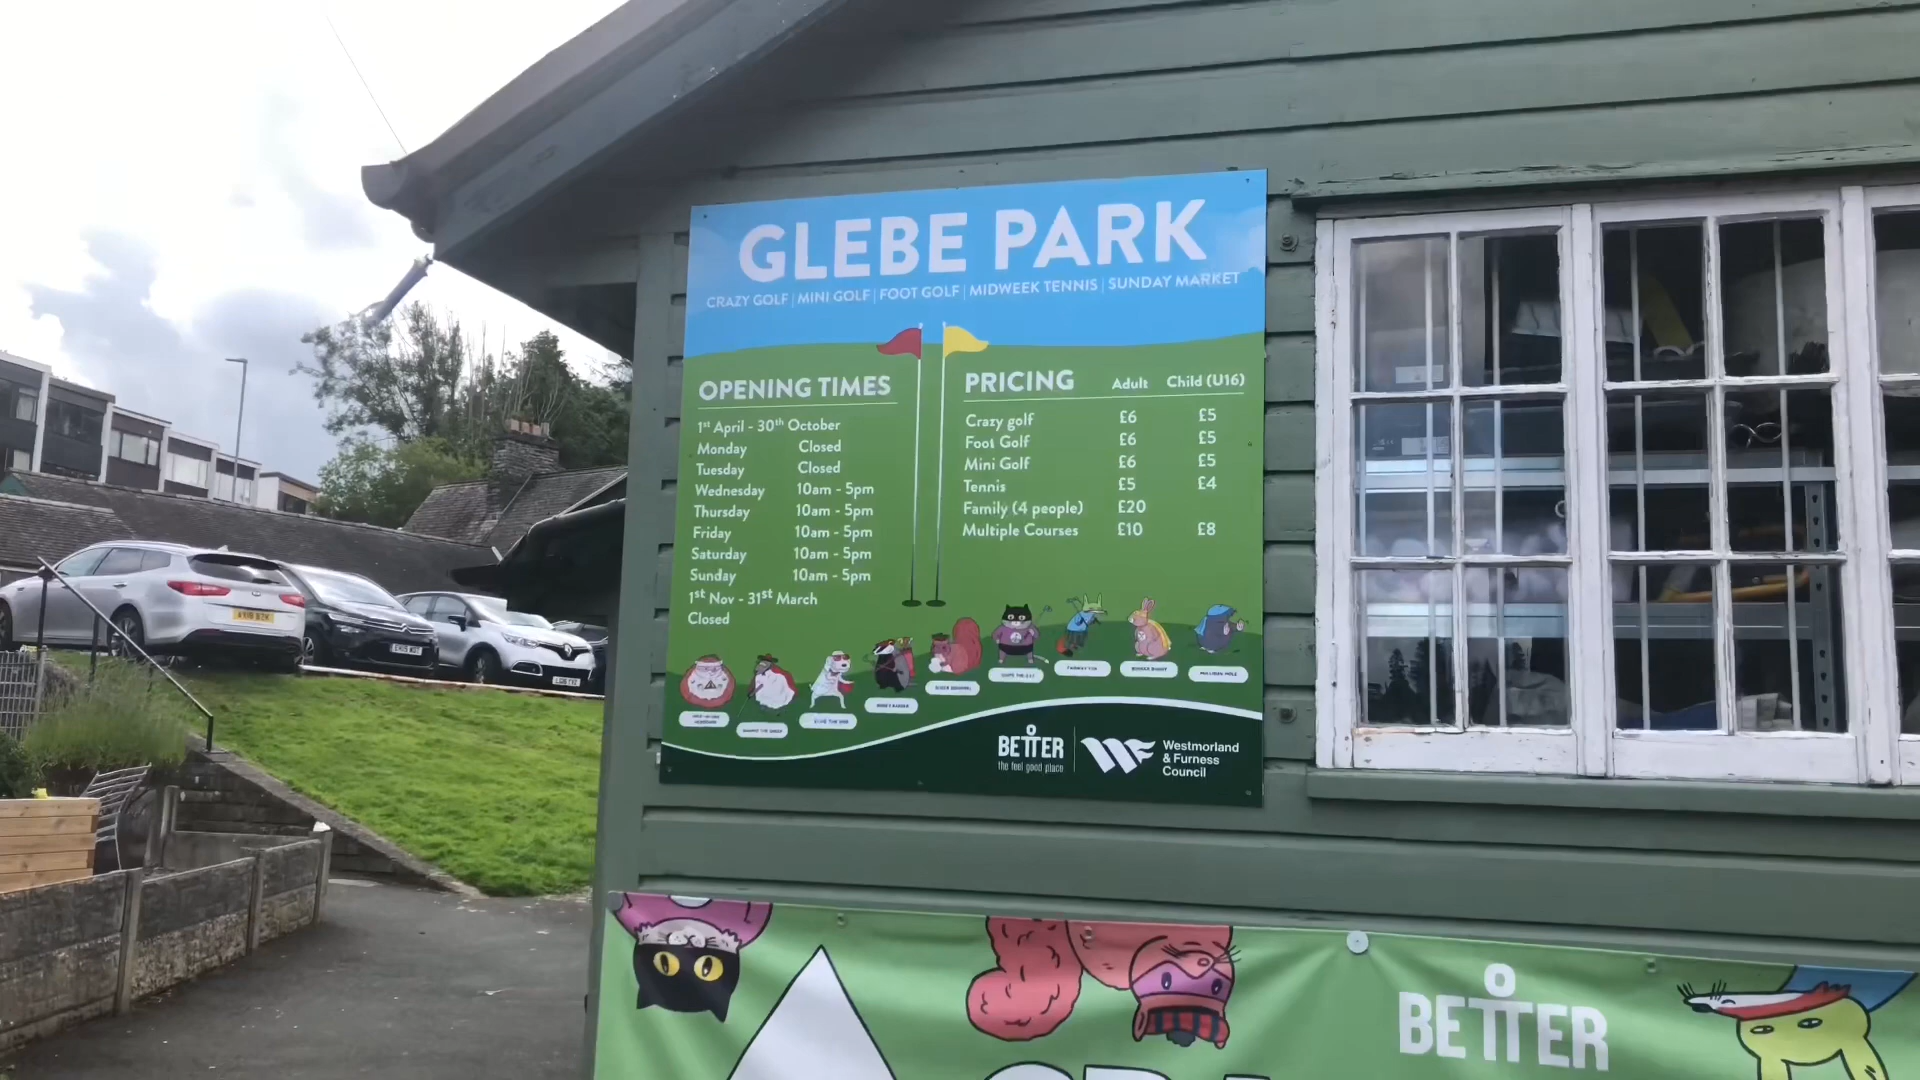 GLEBE PARK
CRAZY GOLF | MINI GOLF | FOOT GOLF | MIDWEEK TENNIS | SUNDAY MARKET
OPENING TIMES
1st April - 30th October
Monday Closed
Tuesday Closed
Wednesday 10am - 5pm
Thursday 10am - 5pm
Friday 10am - 5pm
Saturday 10am - 5pm
Sunday 10am - 5pm
1st Nov - 31st March
Closed
PRICING Adult Child (U16)
Crazy golf £6 £5
Foot Golf £6 £5
Mini Golf £6 £5
Tennis £5 £4
Family (4 people) £20
Multiple Courses £10 £8
BETTER
the feel good place
Westmorland
& Furness
Council
BETTER